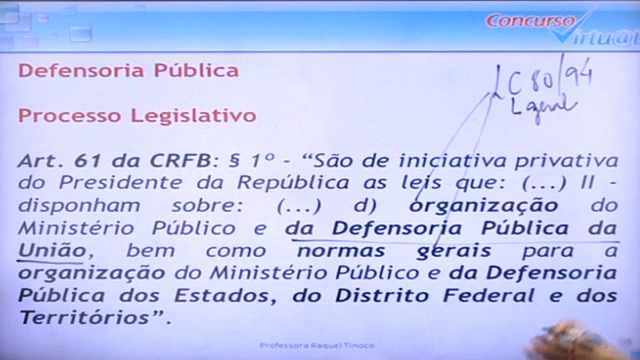 Concurso
Virtu@l
Defensoria Pública
LC 80/94
L geral
Processo Legislativo
Art. 61 da CRFB: § 1º - “São de iniciativa privativa
do Presidente da República as leis que: (...) II -
disponham sobre: (...) d) organização do
Ministério Público e da Defensoria Pública da
União, bem como normas gerais para a
organização do Ministério Público e da Defensoria
Pública dos Estados, do Distrito Federal e dos
Territórios”.
Professora Raquel Tinoco